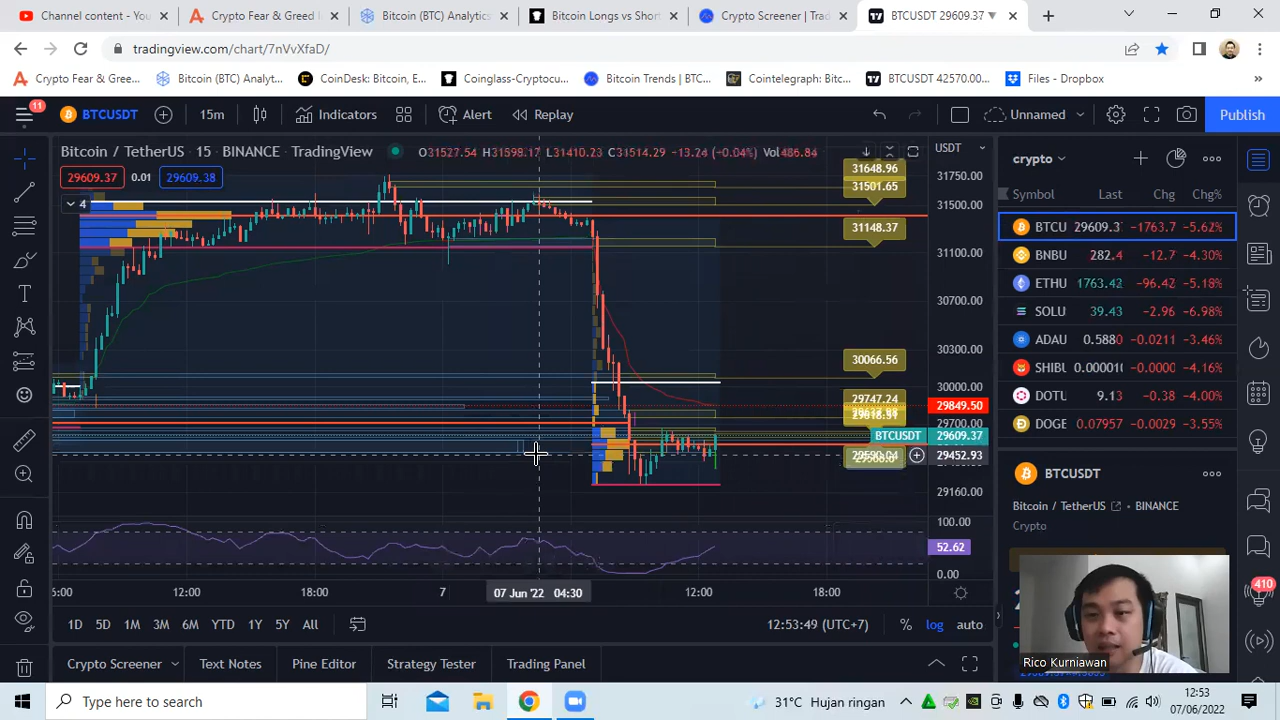 Channel content - You
Crypto Fear & Greed I
Bitcoin (BTC) Analytics
Bitcoin Longs vs Short
Crypto Screener | Trad
BTCUSDT 29609.37
tradingview.com/chart/7nVvXfaD/
Crypto Fear & Gree...
Bitcoin (BTC) Analyt...
CoinDesk: Bitcoin, E...
Coinglass-Cryptocu...
Bitcoin Trends | BTC...
Cointelegraph: Bitc...
BTCUSDT 42570.00...
Files - Dropbox
11
BTCUSDT
15m
Indicators
Alert
Replay
Unnamed
Publish
Bitcoin / TetherUS · 15 · BINANCE · TradingView
O31527.54 H31598.17 L31410.23 C31514.29 -13.24 (-0.04%) Vol486.84
USDT
29609.37
0.01
29609.38
4
31648.96
31501.65
31148.37
30066.56
29747.24
31750.00
31500.00
31100.00
30700.00
30300.00
30000.00
29849.50
29700.00
BTCUSDT
29609.37
29452.93
29160.00
100.00
52.62
0.00
6:00
12:00
18:00
7
07 Jun '22 04:30
12:00
18:00
1D
5D
1M
3M
6M
YTD
1Y
5Y
All
12:53:49 (UTC+7)
%
log
auto
Crypto Screener
Text Notes
Pine Editor
Strategy Tester
Trading Panel
crypto
Symbol
Last
Chg
Chg%
BTCU 29609.3 -1763.7 -5.62%
BNBU 282.4 -12.7 -4.30%
ETHU 1763.42 -96.42 -5.18%
SOLU 39.43 -2.96 -6.98%
ADAU 0.5880 -0.0211 -3.46%
SHIBL 0.000010 -0.0000 -4.16%
DOTU 9.13 -0.38 -4.00%
DOGE 0.07957 -0.0029 -3.55%
BTCUSDT
Bitcoin / TetherUS
BINANCE
Crypto
410
Rico Kurniawan
Type here to search
31°C Hujan ringan
12:53
07/06/2022